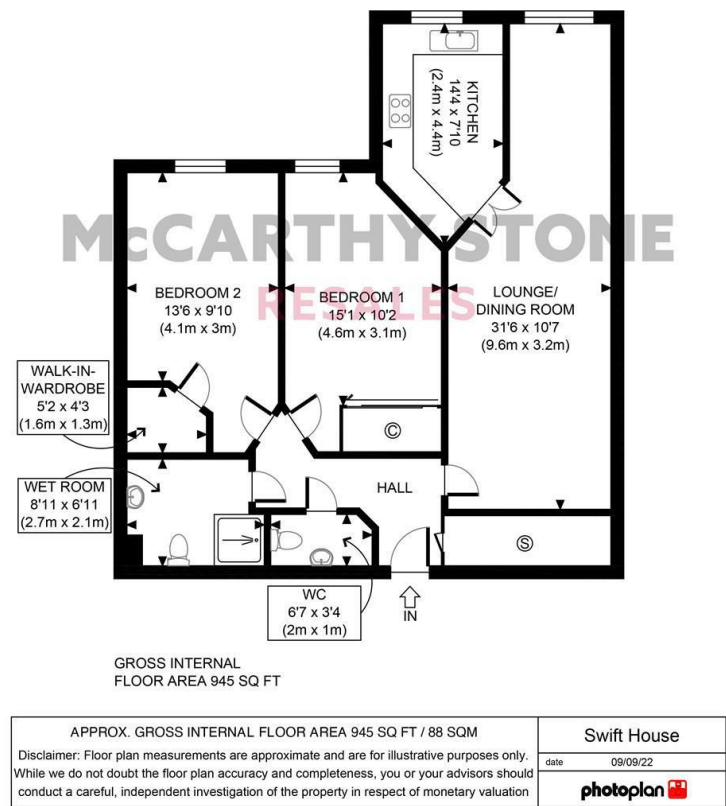 KITCHEN
14'4 x 7'10
(2.4m x 4.4m)
McCARTHY STONE
RESALES
BEDROOM 2
13'6 x 9'10
(4.1m x 3m)
BEDROOM 1
15'1 x 10'2
(4.6m x 3.1m)
LOUNGE/
DINING ROOM
31'6 x 10'7
(9.6m x 3.2m)
WALK-IN-
WARDROBE
5'2 x 4'3
(1.6m x 1.3m)
C
WET ROOM
8'11 x 6'11
(2.7m x 2.1m)
HALL
S
WC
6'7 x 3'4
(2m x 1m)
IN
GROSS INTERNAL
FLOOR AREA 945 SQ FT
APPROX. GROSS INTERNAL FLOOR AREA 945 SQ FT / 88 SQM
Disclaimer: Floor plan measurements are approximate and are for illustrative purposes only.
While we do not doubt the floor plan accuracy and completeness, you or your advisors should
conduct a careful, independent investigation of the property in respect of monetary valuation
Swift House
date 09/09/22
photoplan